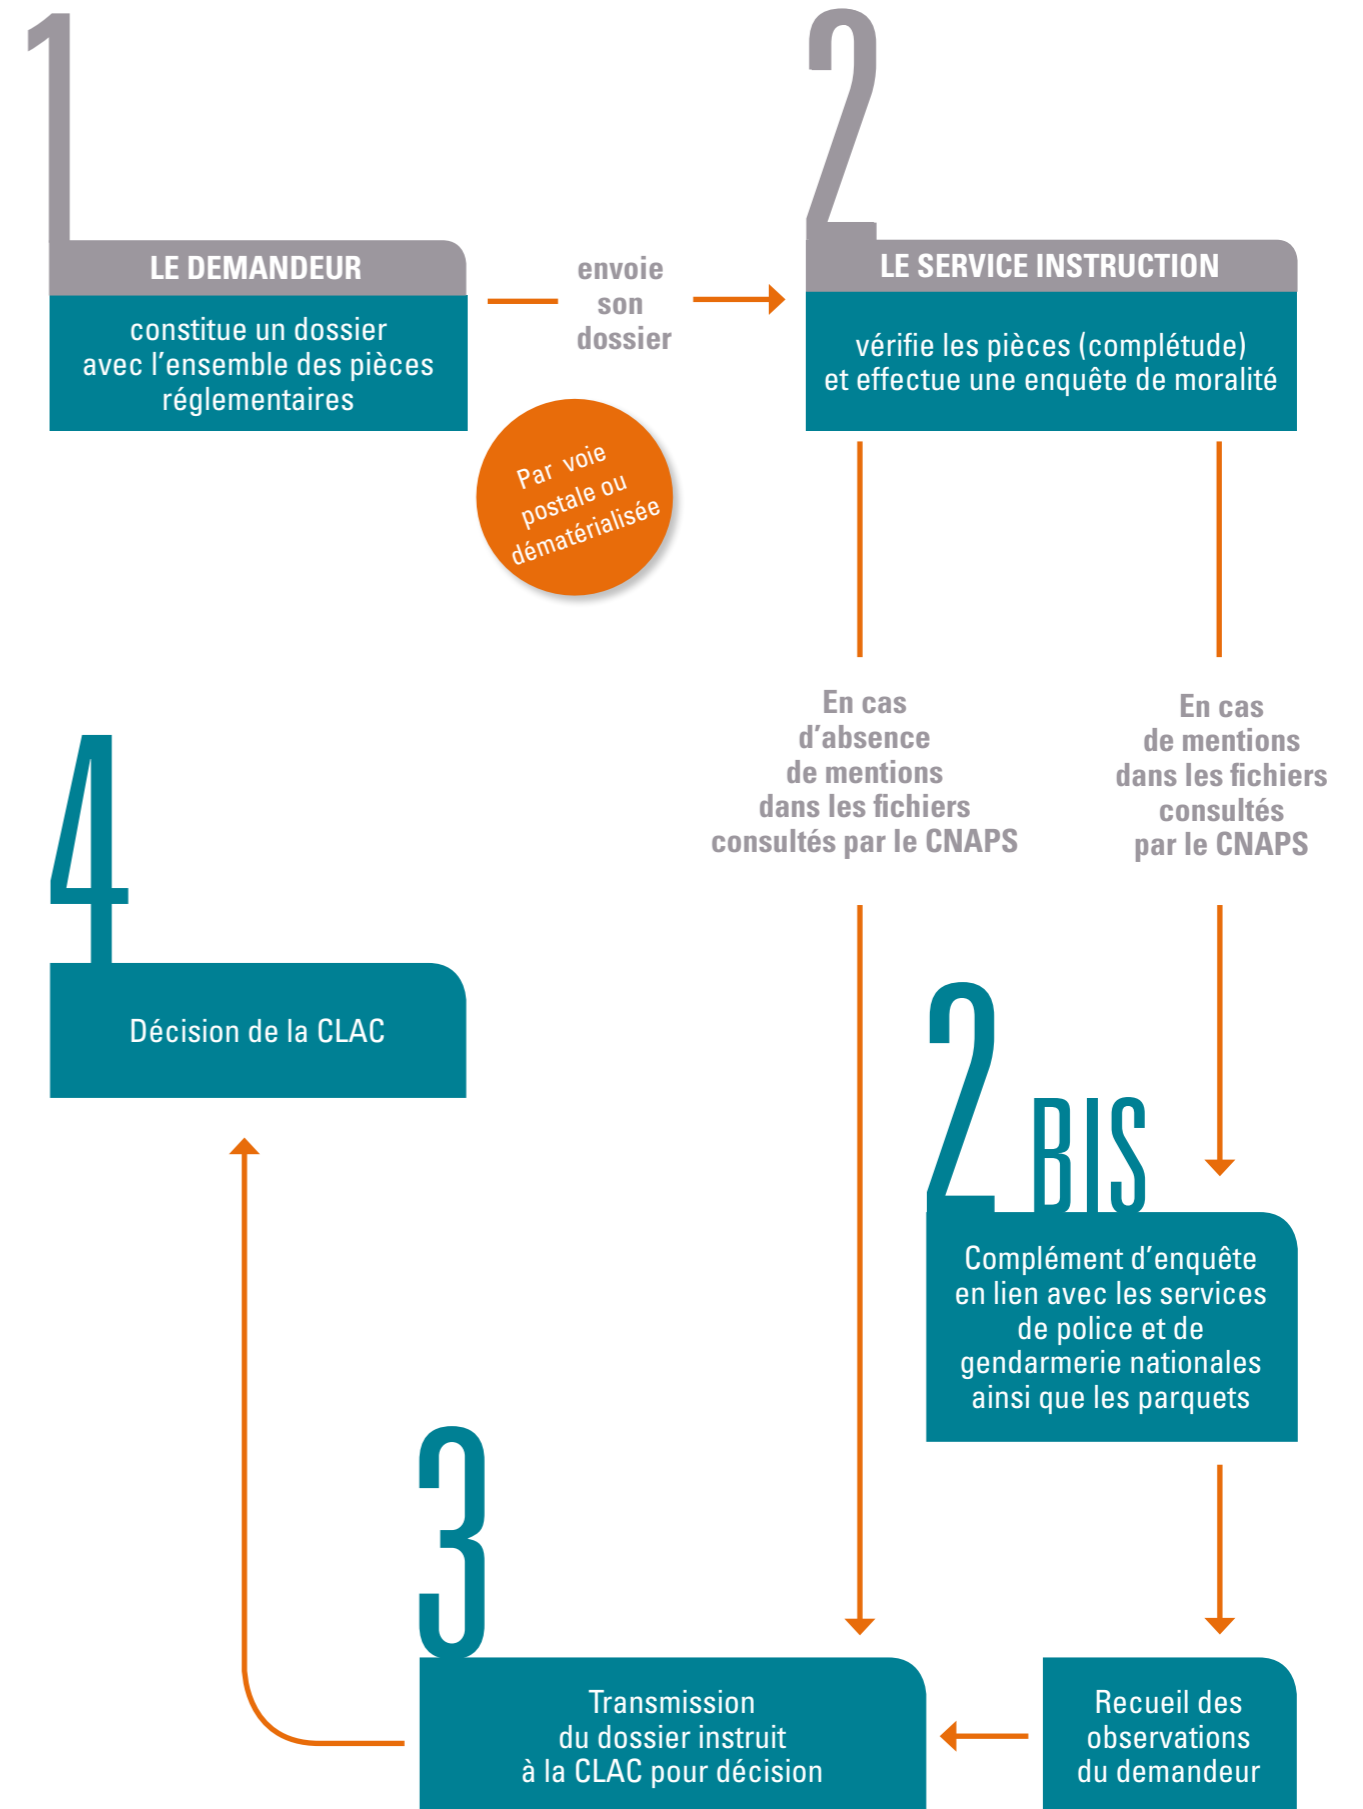 1
LE DEMANDEUR
constitue un dossier
avec l’ensemble des pièces
réglementaires
envoie
son
dossier
Par voie
postale ou
dématérialisée
2
LE SERVICE INSTRUCTION
vérifie les pièces (complétude)
et effectue une enquête de moralité
En cas
d’absence
de mentions
dans les fichiers
consultés par le CNAPS
En cas
de mentions
dans les fichiers
consultés
par le CNAPS
2 BIS
Complément d’enquête
en lien avec les services
de police et de
gendarmerie nationales
ainsi que les parquets
Recueil des
observations
du demandeur
3
Transmission
du dossier instruit
à la CLAC pour décision
4
Décision de la CLAC